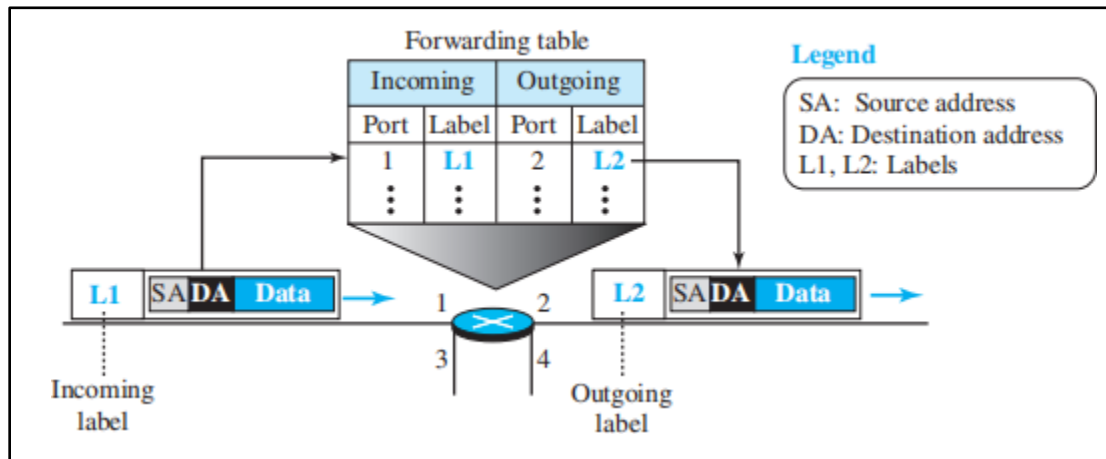 Forwarding table
Incoming Outgoing
Port Label Port Label
1 L1 2 L2
Legend
SA: Source address
DA: Destination address
L1, L2: Labels
L1 SA DA Data
1 2
3 4
L2 SA DA Data
Incoming
label
Outgoing
label